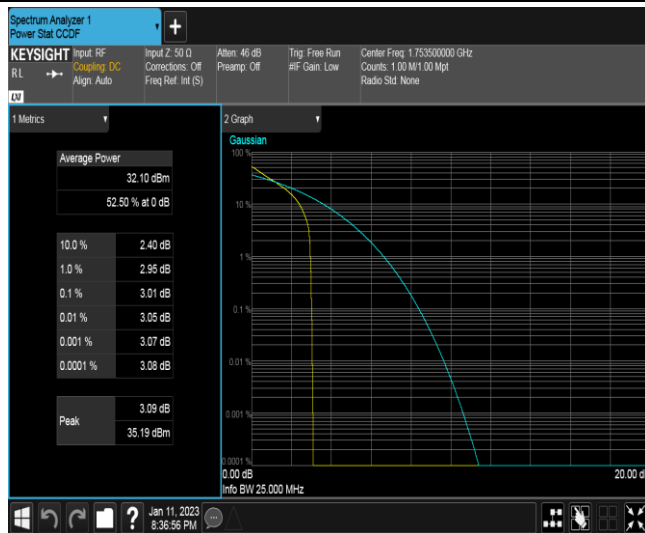 Spectrum Analyzer 1
Power Stat CCDF
+
KEYSIGHT
RL
LXI
Input: RF
Coupling: DC
Align: Auto
Input Z: 50 Ω
Corrections: Off
Freq Ref: Int (S)
Atten: 46 dB
Preamp: Off
Trig: Free Run
#IF Gain: Low
Center Freq: 1.753500000 GHz
Counts: 1.00 M/1.00 Mpt
Radio Std: None
1 Metrics
Average Power
32.10 dBm
52.50 % at 0 dB
10.0 % 2.40 dB
1.0 % 2.95 dB
0.1 % 3.01 dB
0.01 % 3.05 dB
0.001 % 3.07 dB
0.0001 % 3.08 dB
Peak
3.09 dB
35.19 dBm
2 Graph
Gaussian
100 %
10 %
1 %
0.1 %
0.01 %
0.001 %
0.0001 %
0.00 dB
20.00 d
Info BW 25.000 MHz
?
Jan 11, 2023
8:36:56 PM